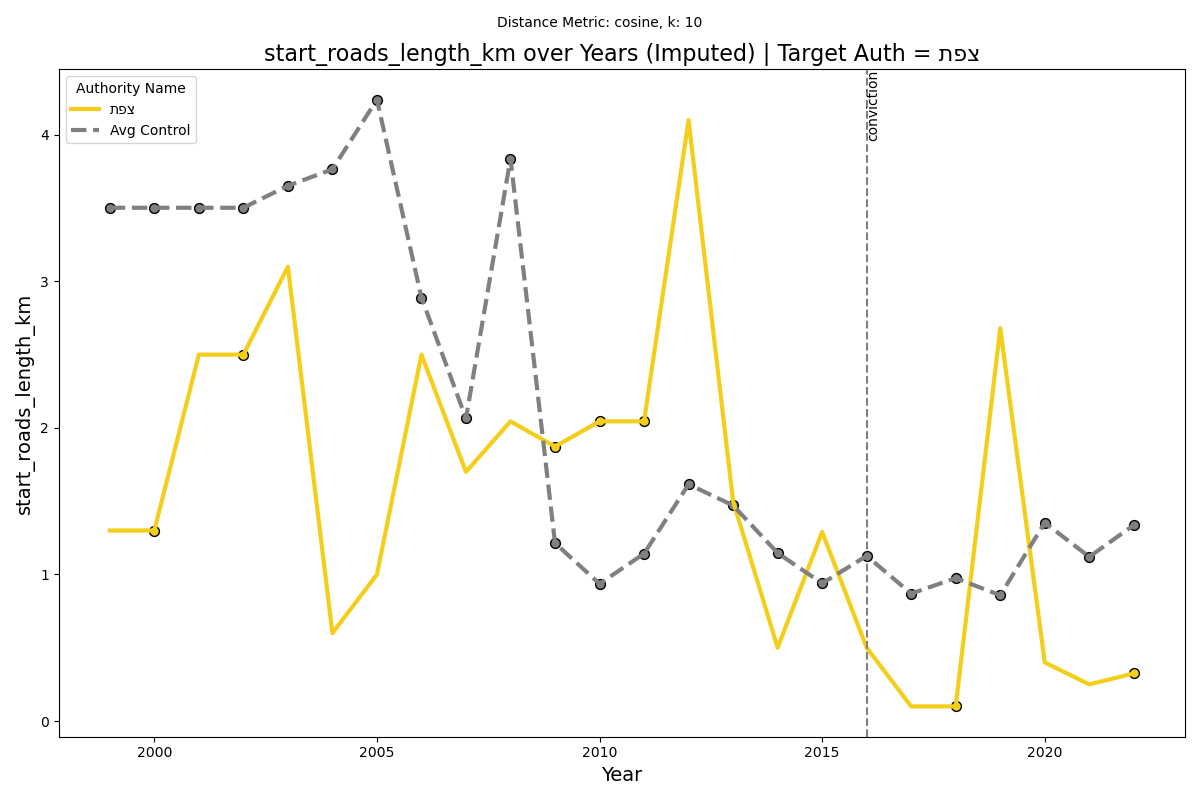 Distance Metric: cosine, k: 10
start_roads_length_km over Years (Imputed) | Target Auth = צפת
Authority Name
צפת
Avg Control
conviction
4
3
2
1
0
start_roads_length_km
2000
2005
2010
2015
2020
Year